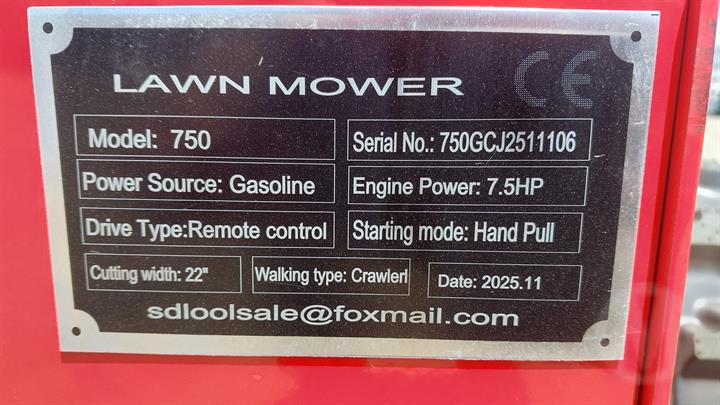 LAWN MOWER CE
Model: 750 Serial No.: 750GCJ2511106
Power Source: Gasoline Engine Power: 7.5HP
Drive Type:Remote control Starting mode: Hand Pull
Cutting width: 22" Walking type: Crawlerl Date: 2025.11
sdloolsale@foxmail.com